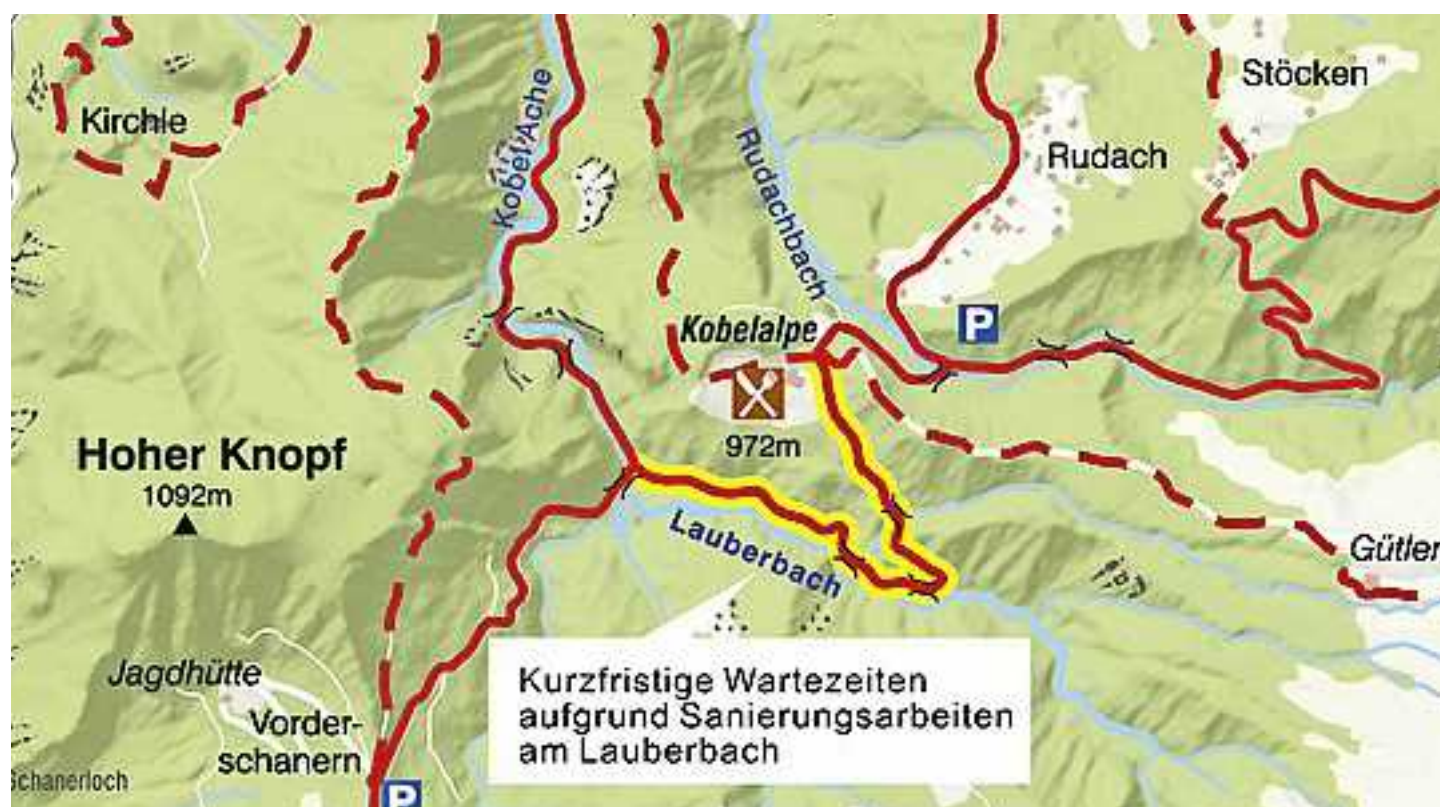 Kirchle
Kobel Ache
Rudachbach
Stöcken
Rudach
P
Kobelalpe
972m
Hoher Knopf
1092m
Lauberbach
Gütler
Jagdhütte
Vorder-
schanern
Schanerloch
P
Kurzfristige Wartezeiten
aufgrund Sanierungsarbeiten
am Lauberbach